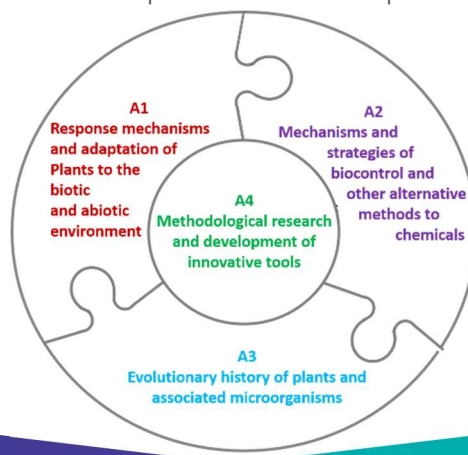 A1
Response mechanisms
and adaptation of
Plants to the
biotic
and abiotic
environment
A2
Mechanisms and
strategies of
biocontrol and
other alternative
methods to
chemicals
A4
Methodological research
and development of
innovative tools
A3
Evolutionary history of plants and
associated microorganisms